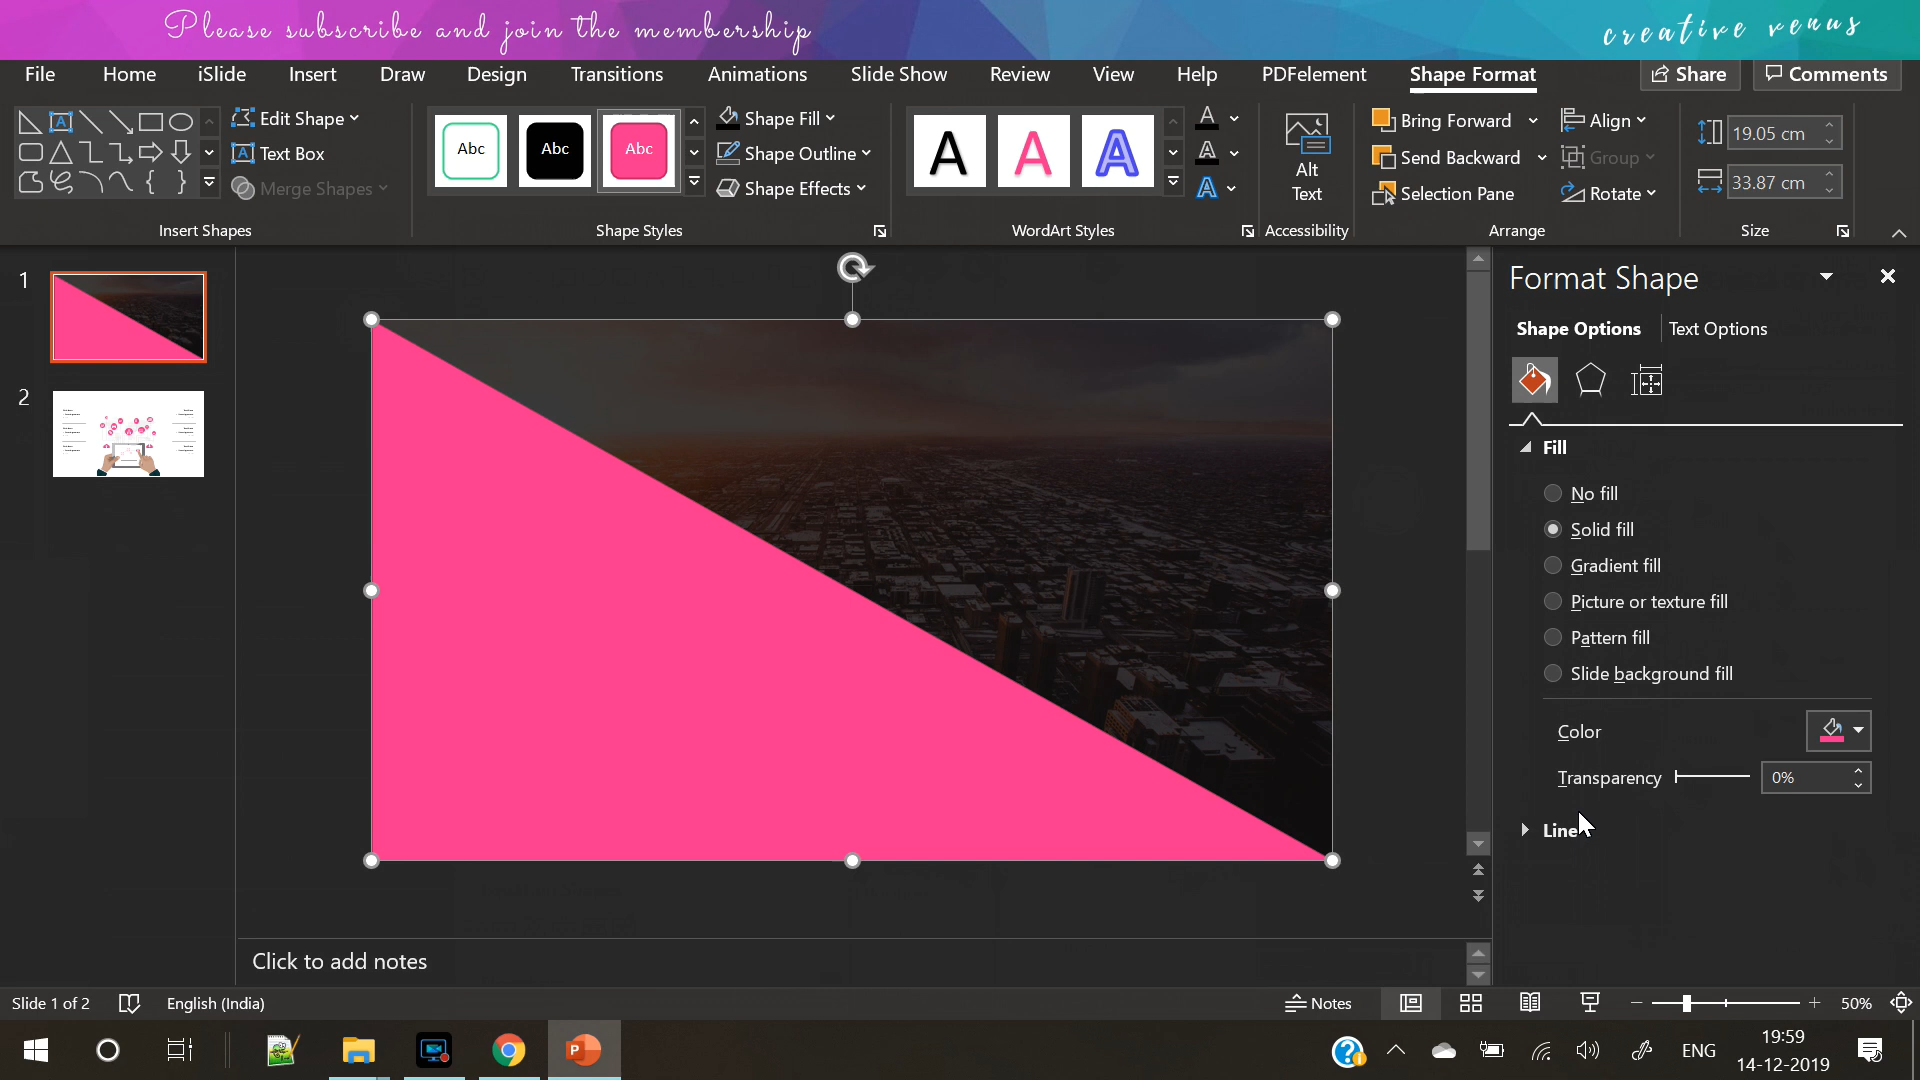 Please subscribe and join the membership
creative venus
File Home iSlide Insert Draw Design Transitions Animations Slide Show Review View Help PDFelement Shape Format Share Comments
Edit Shape
Text Box
Merge Shapes
Insert Shapes
Abc Abc Abc
Shape Fill
Shape Outline
Shape Effects
Shape Styles
A A A
WordArt Styles
Alt
Text
Accessibility
Bring Forward
Send Backward
Selection Pane
Align
Group
Rotate
Arrange
19.05 cm
33.87 cm
Size
1
2
Format Shape
Shape Options Text Options
Fill
No fill
Solid fill
Gradient fill
Picture or texture fill
Pattern fill
Slide background fill
Color
Transparency 0%
Line
Click to add notes
Slide 1 of 2 English (India) Notes 50%
ENG
19:59
14-12-2019